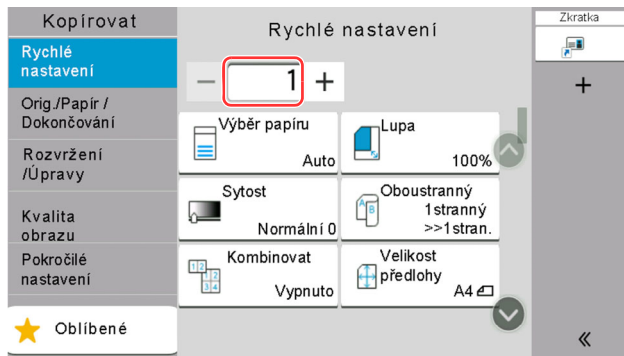 Kopírovat
Rychlé
nastavení
Orig./Papír /
Dokončování
Rozvržení
/Úpravy
Kvalita
obrazu
Pokročilé
nastavení
Oblíbené
Rychlé nastavení
− 1 +
Výběr papíru
Auto
Lupa
100%
Sytost
Normální 0
Oboustranný
1stranný
>>1stran.
Kombinovat
Vypnuto
Velikost
předlohy
A4
Zkratka
+
«